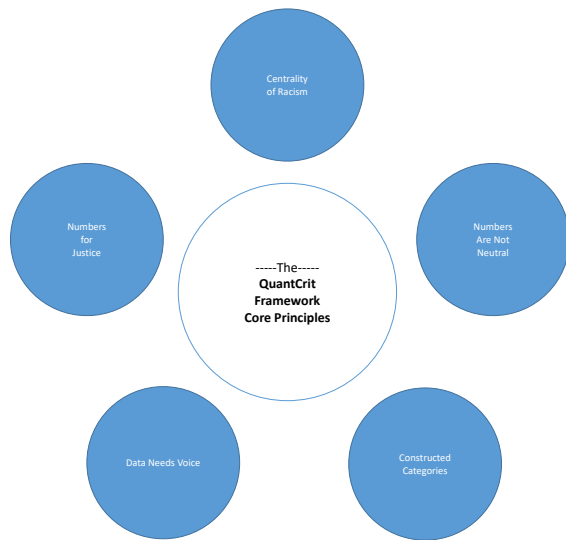 Centrality
of Racism
Numbers
for
Justice
Numbers
Are Not
Neutral
-----The-----
QuantCrit
Framework
Core Principles
Data Needs Voice
Constructed
Categories